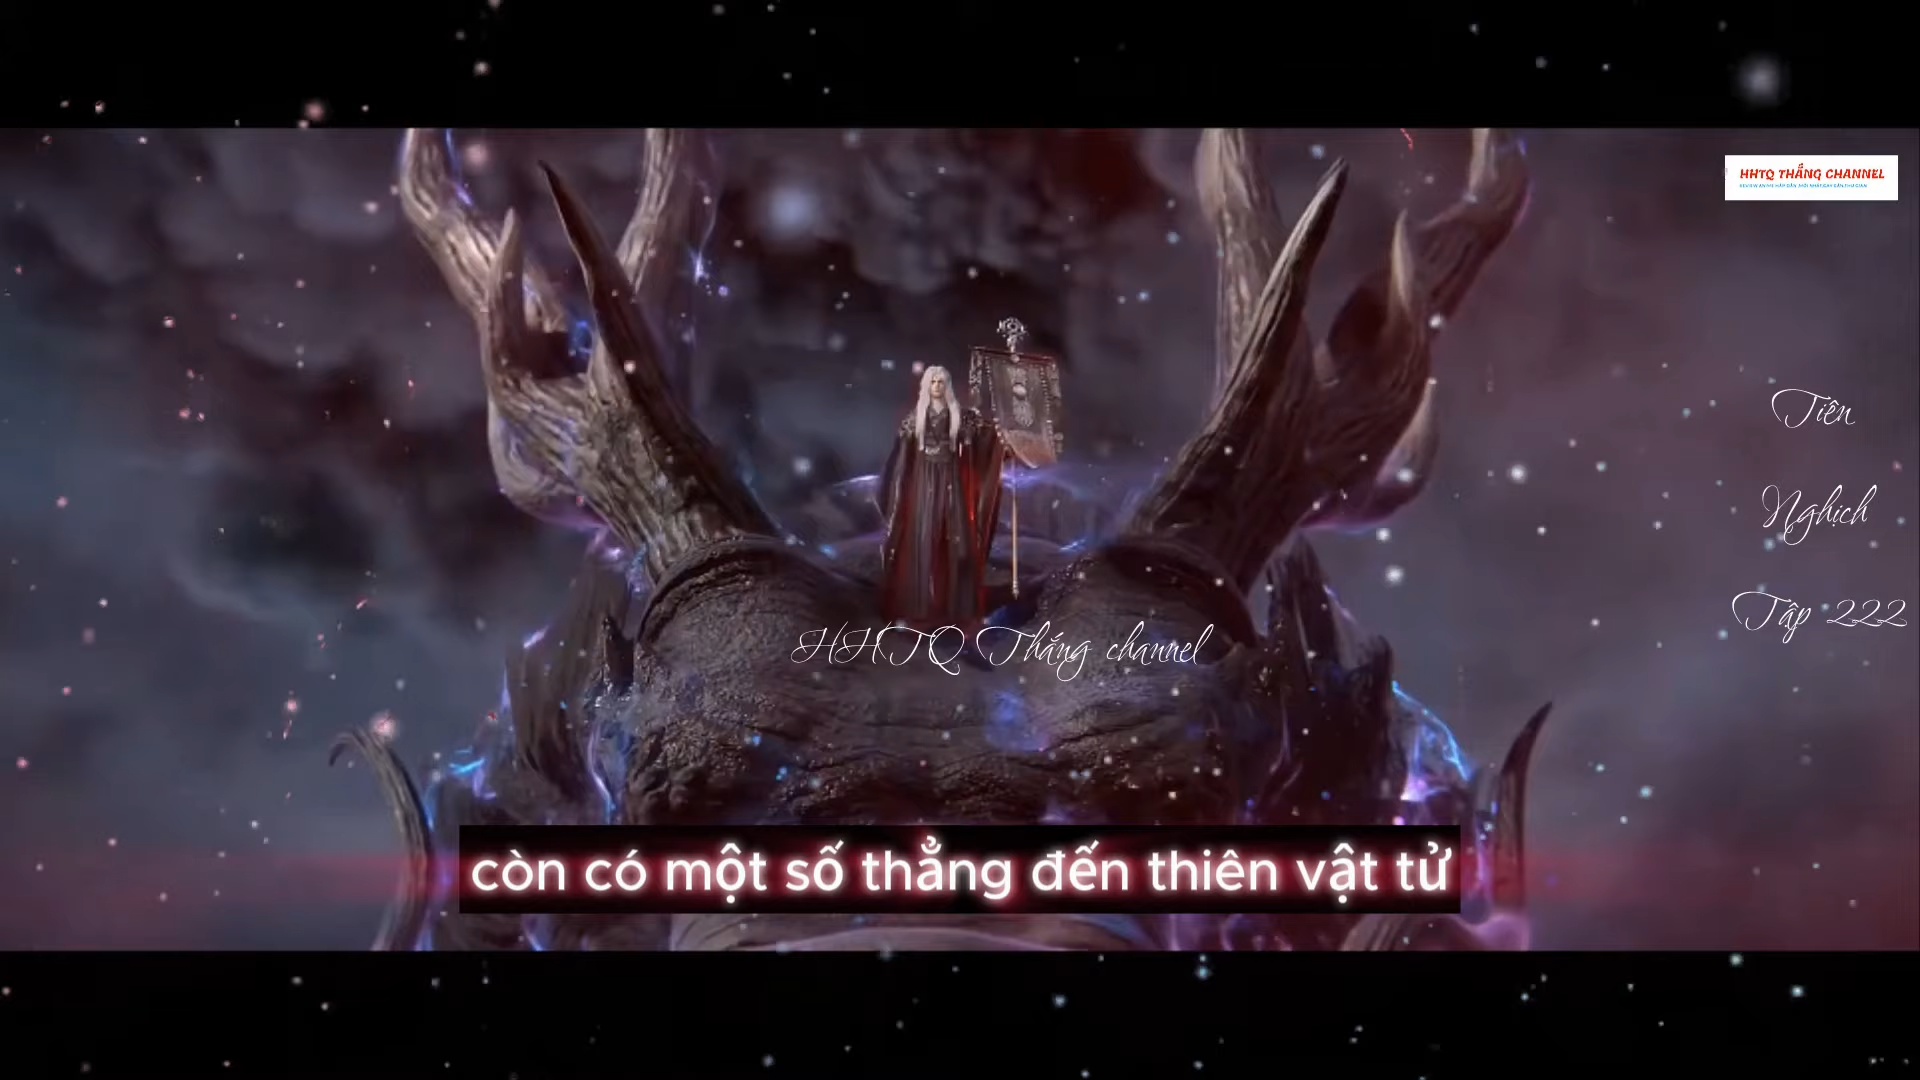 HHTQ THẮNG CHANNEL
Tiên
Nghịch
Tập 222
HHTQ Thắng channel
còn có một số thẳng đến thiên vật tử